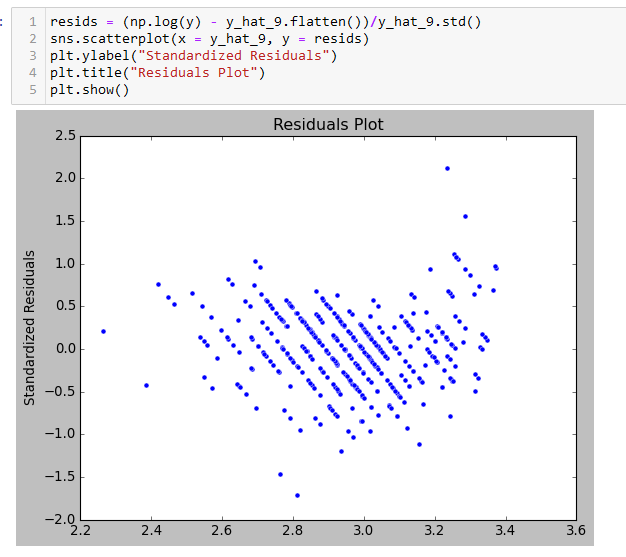 : 1 resids = (np.log(y) - y_hat_9.flatten())/y_hat_9.std()
2 sns.scatterplot(x = y_hat_9, y = resids)
3 plt.ylabel("Standardized Residuals")
4 plt.title("Residuals Plot")
5 plt.show()
Residuals Plot
2.5
2.0
1.5
1.0
0.5
0.0
−0.5
−1.0
−1.5
−2.0
Standardized Residuals
2.2 2.4 2.6 2.8 3.0 3.2 3.4 3.6